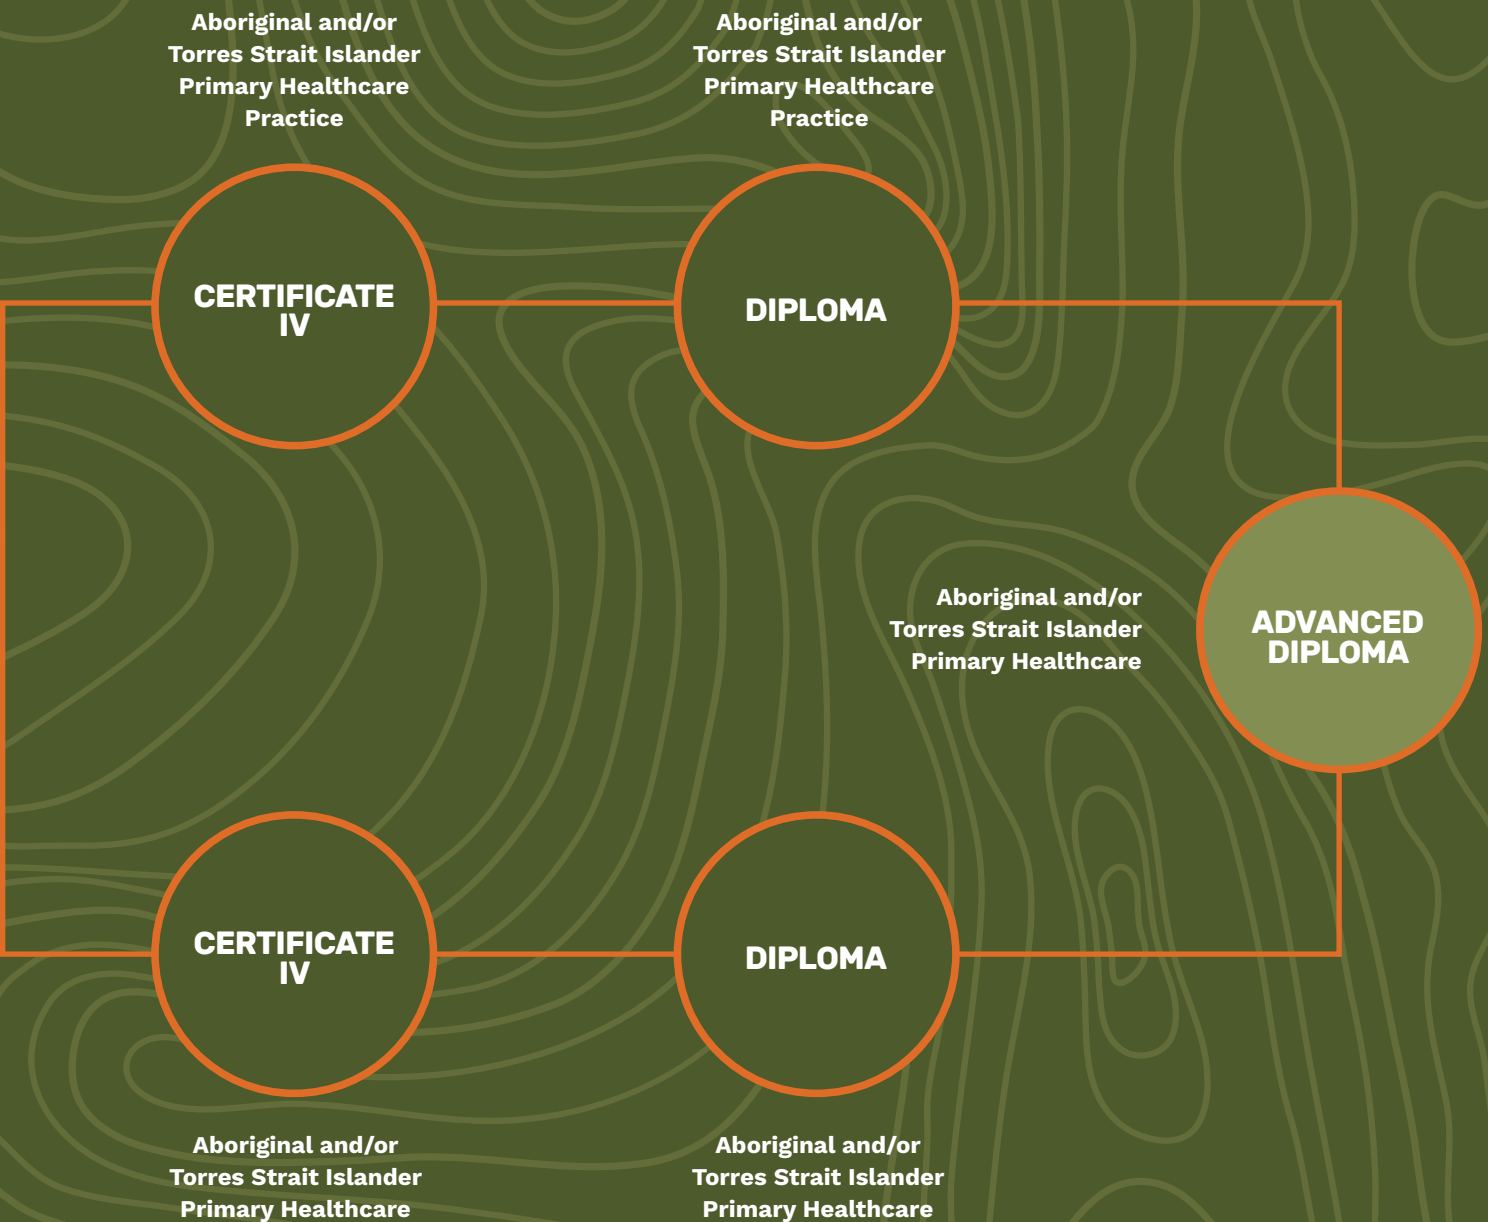 Aboriginal and/or
Torres Strait Islander
Primary Healthcare
Practice
Aboriginal and/or
Torres Strait Islander
Primary Healthcare
Practice
CERTIFICATE
IV
DIPLOMA
Aboriginal and/or
Torres Strait Islander
Primary Healthcare
ADVANCED
DIPLOMA
CERTIFICATE
IV
DIPLOMA
Aboriginal and/or
Torres Strait Islander
Primary Healthcare
Aboriginal and/or
Torres Strait Islander
Primary Healthcare